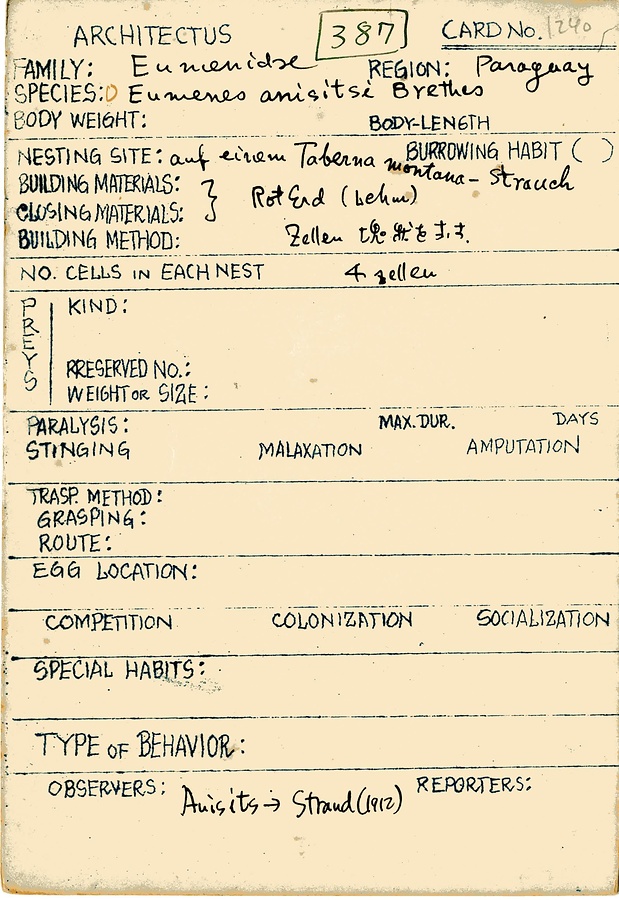 ARCHITECTUS 387 CARD No. 1240
FAMILY: Eumenidae REGION: Paraguay
SPECIES:O Eumenes anisitsi Brethes
BODY WEIGHT: BODY-LENGTH
NESTING SITE: auf einem Taberna montana-Strauch BURROWING HABIT ( )
BUILDING MATERIALS: } Rot Erd (Lehm)
CLOSING MATERIALS:
BUILDING METHOD: Zellen
NO. CELLS IN EACH NEST 4 zellen
PREYS
KIND:
RRESERVED NO.:
WEIGHT OR SIZE:
PARALYSIS: MAX. DUR. DAYS
STINGING MALAXATION AMPUTATION
TRASP. METHOD:
GRASPING:
ROUTE:
EGG LOCATION:
COMPETITION COLONIZATION SOCIALIZATION
SPECIAL HABITS:
TYPE OF BEHAVIOR:
OBSERVERS: Anisits → Strand (1912) REPORTERS: